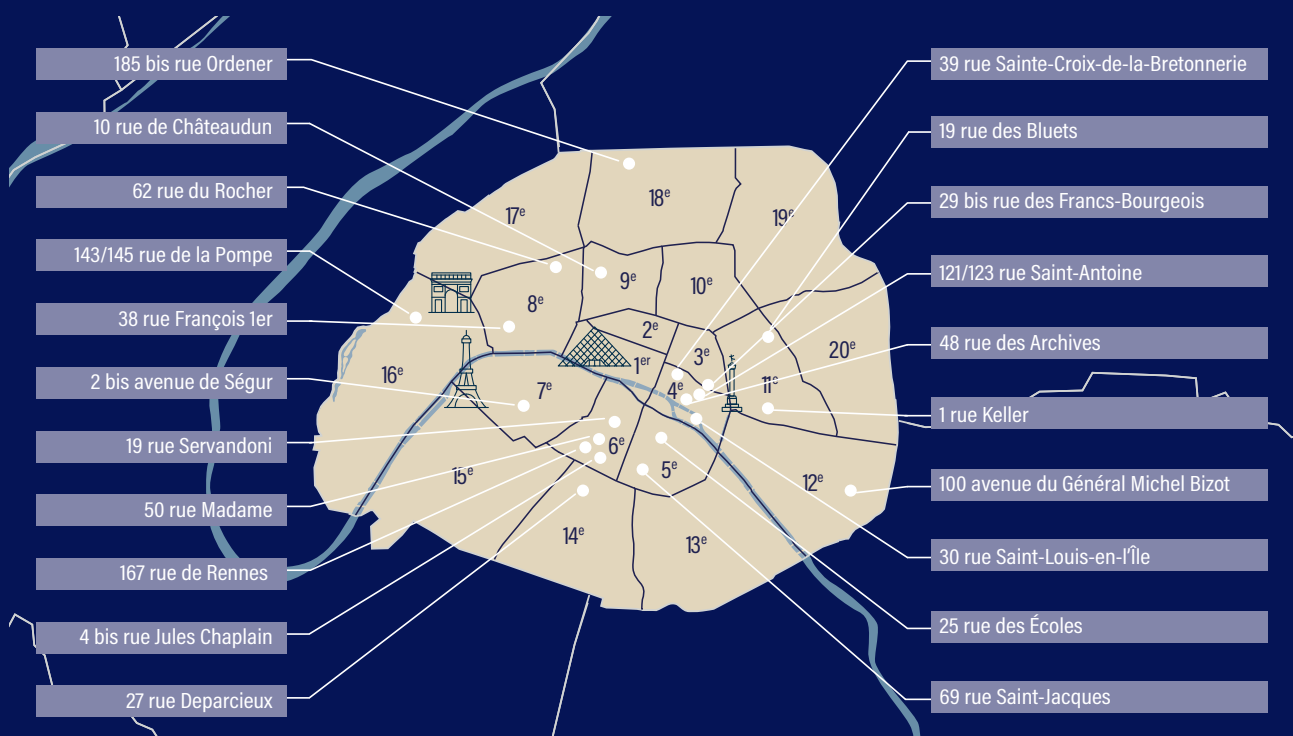 185 bis rue Ordener
10 rue de Châteaudun
62 rue du Rocher
143/145 rue de la Pompe
38 rue François 1er
2 bis avenue de Ségur
19 rue Servandoni
50 rue Madame
167 rue de Rennes
4 bis rue Jules Chaplain
27 rue Deparcieux
18e
17e
19e
9e
10e
8e
2e
3e
1er
20e
16e
7e
4e
11e
6e
5e
15e
12e
14e
13e
39 rue Sainte-Croix-de-la-Bretonnerie
19 rue des Bluets
29 bis rue des Francs-Bourgeois
121/123 rue Saint-Antoine
48 rue des Archives
1 rue Keller
100 avenue du Général Michel Bizot
30 rue Saint-Louis-en-l'Île
25 rue des Écoles
69 rue Saint-Jacques